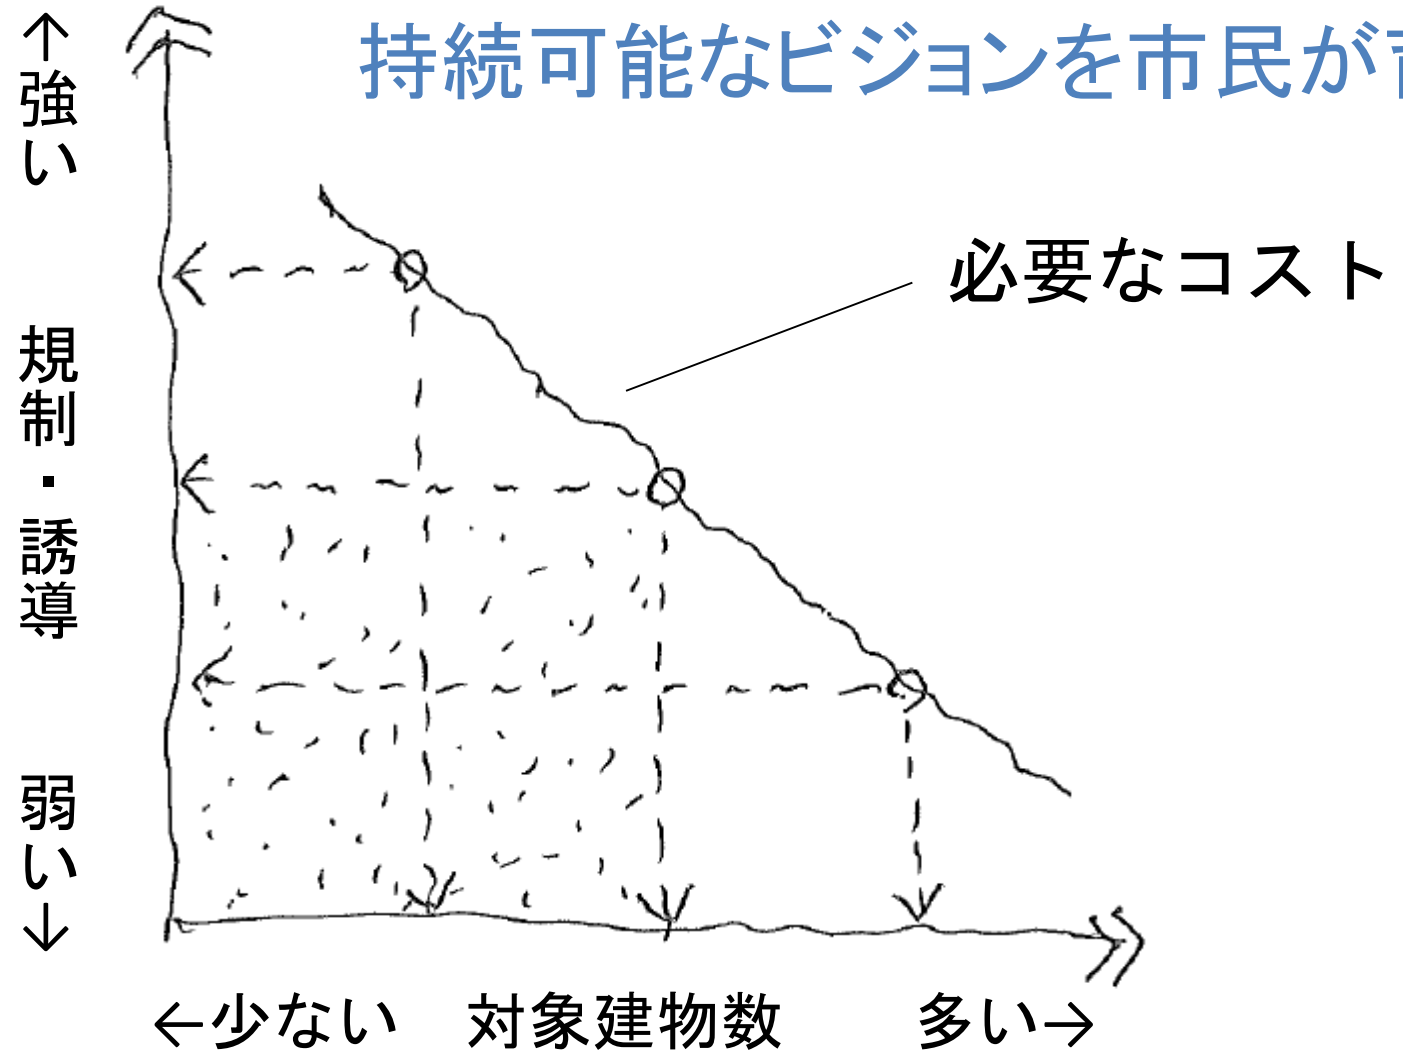 持続可能なビジョンを市民が
↑強い
規制・誘導
弱い↓
必要なコスト
←少ない 対象建物数 多い→